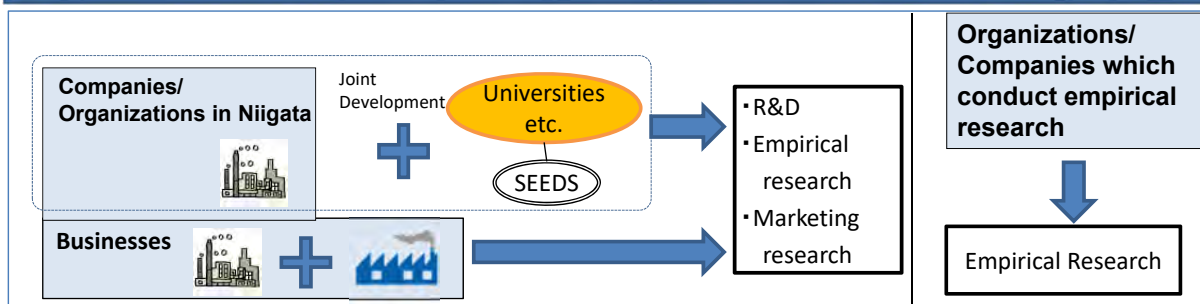 Companies/
Organizations in Niigata
Joint
Development
Universities
etc.
SEEDS
Businesses
・R&D
・Empirical
research
・Marketing
research
Organizations/
Companies which
conduct empirical
research
Empirical Research